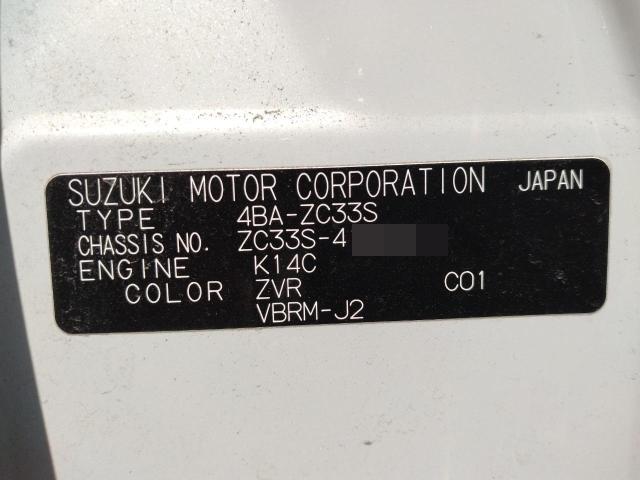 SUZUKI MOTOR CORPORATION JAPAN
TYPE 4BA-ZC33S
CHASSIS NO. ZC33S-4
ENGINE K14C
COLOR ZVR C01
VBRM-J2